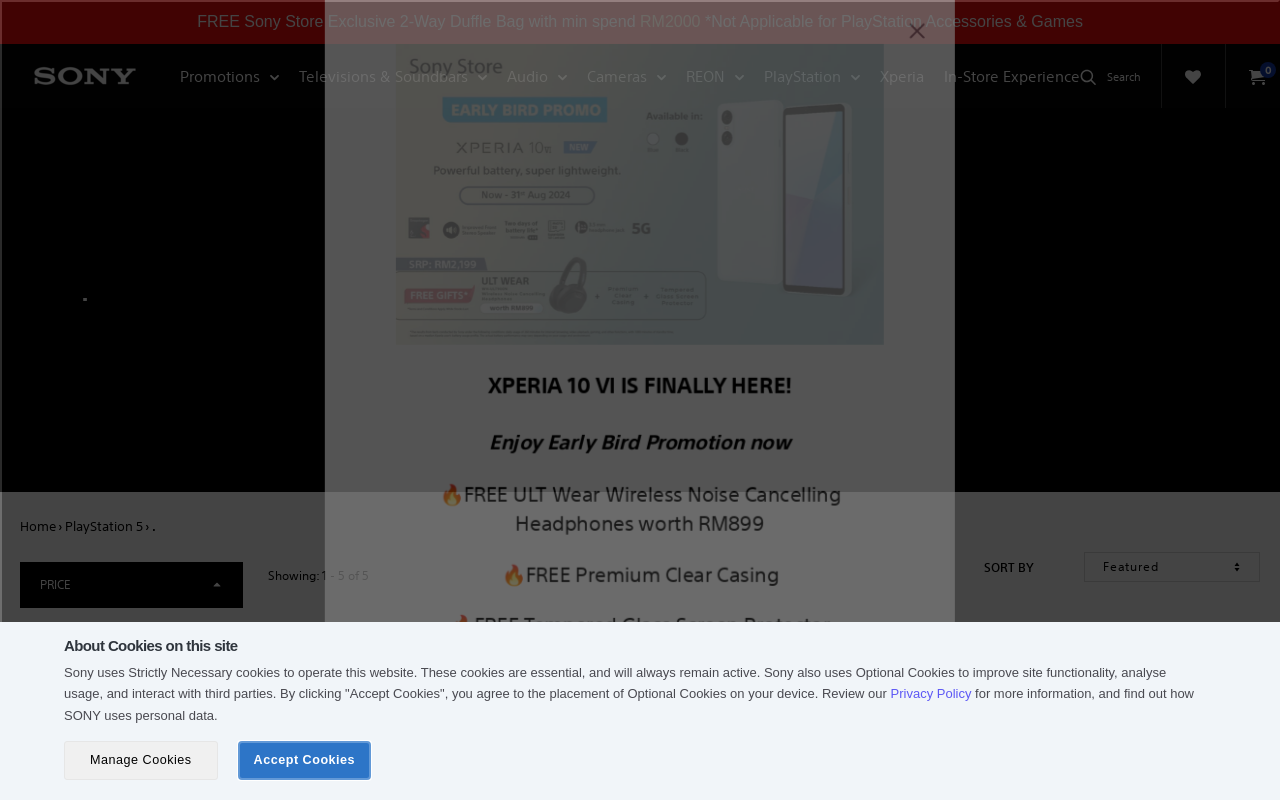 FREE Sony Store Exclusive 2-Way Duffle Bag with min spend RM2000 *Not Applicable for PlayStation Accessories & Games
SONY
Promotions
Televisions & Soundbars
Audio
Cameras
REON
PlayStation
Xperia
In-Store Experience
Search
0
Sony Store
EARLY BIRD PROMO
Available in:
XPERIA 10 VI NEW
Powerful battery, super lightweight.
Now - 31st Aug 2024
5G
SRP: RM2,199
ULT WEAR
FREE GIFTS*
worth RM899
XPERIA 10 VI IS FINALLY HERE!
Enjoy Early Bird Promotion now
🔥FREE ULT Wear Wireless Noise Cancelling
Headphones worth RM899
🔥FREE Premium Clear Casing
🔥FREE Tempered Glass Screen Protector
Home › PlayStation 5 › .
PRICE
Showing: 1 - 5 of 5
SORT BY
Featured
About Cookies on this site
Sony uses Strictly Necessary cookies to operate this website. These cookies are essential, and will always remain active. Sony also uses Optional Cookies to improve site functionality, analyse
usage, and interact with third parties. By clicking "Accept Cookies", you agree to the placement of Optional Cookies on your device. Review our Privacy Policy for more information, and find out how
SONY uses personal data.
Manage Cookies
Accept Cookies